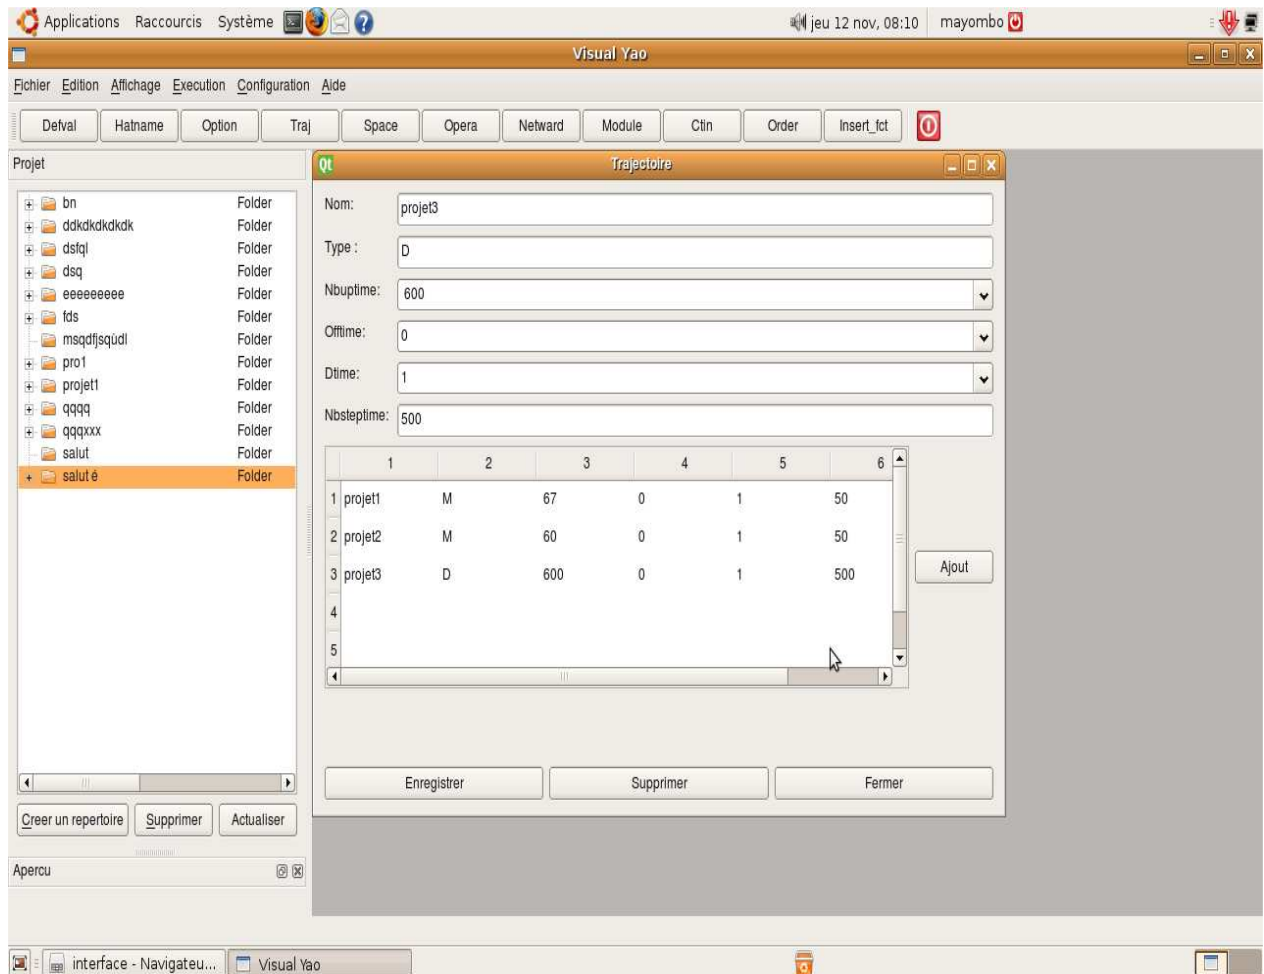 Applications Raccourcis Système jeu 12 nov, 08:10 mayombo
Visual Yao
Fichier Edition Affichage Execution Configuration Aide
Defval Hatname Option Traj Space Opera Netward Module Ctin Order Insert_fct
Projet
bn Folder
ddkdkdkdkdk Folder
dsfql Folder
dsq Folder
eeeeeeeee Folder
fds Folder
msqdfjsqùdl Folder
pro1 Folder
projet1 Folder
qqqq Folder
qqqxxx Folder
salut Folder
salut é Folder
Creer un repertoire Supprimer Actualiser
Apercu
Qt Trajectoire
Nom: projet3
Type : D
Nbuptime: 600
Offtime: 0
Dtime: 1
Nbsteptime: 500
1 2 3 4 5 6
1 projet1 M 67 0 1 50
2 projet2 M 60 0 1 50
3 projet3 D 600 0 1 500
4
5
Ajout
Enregistrer Supprimer Fermer
interface - Navigateu... Visual Yao